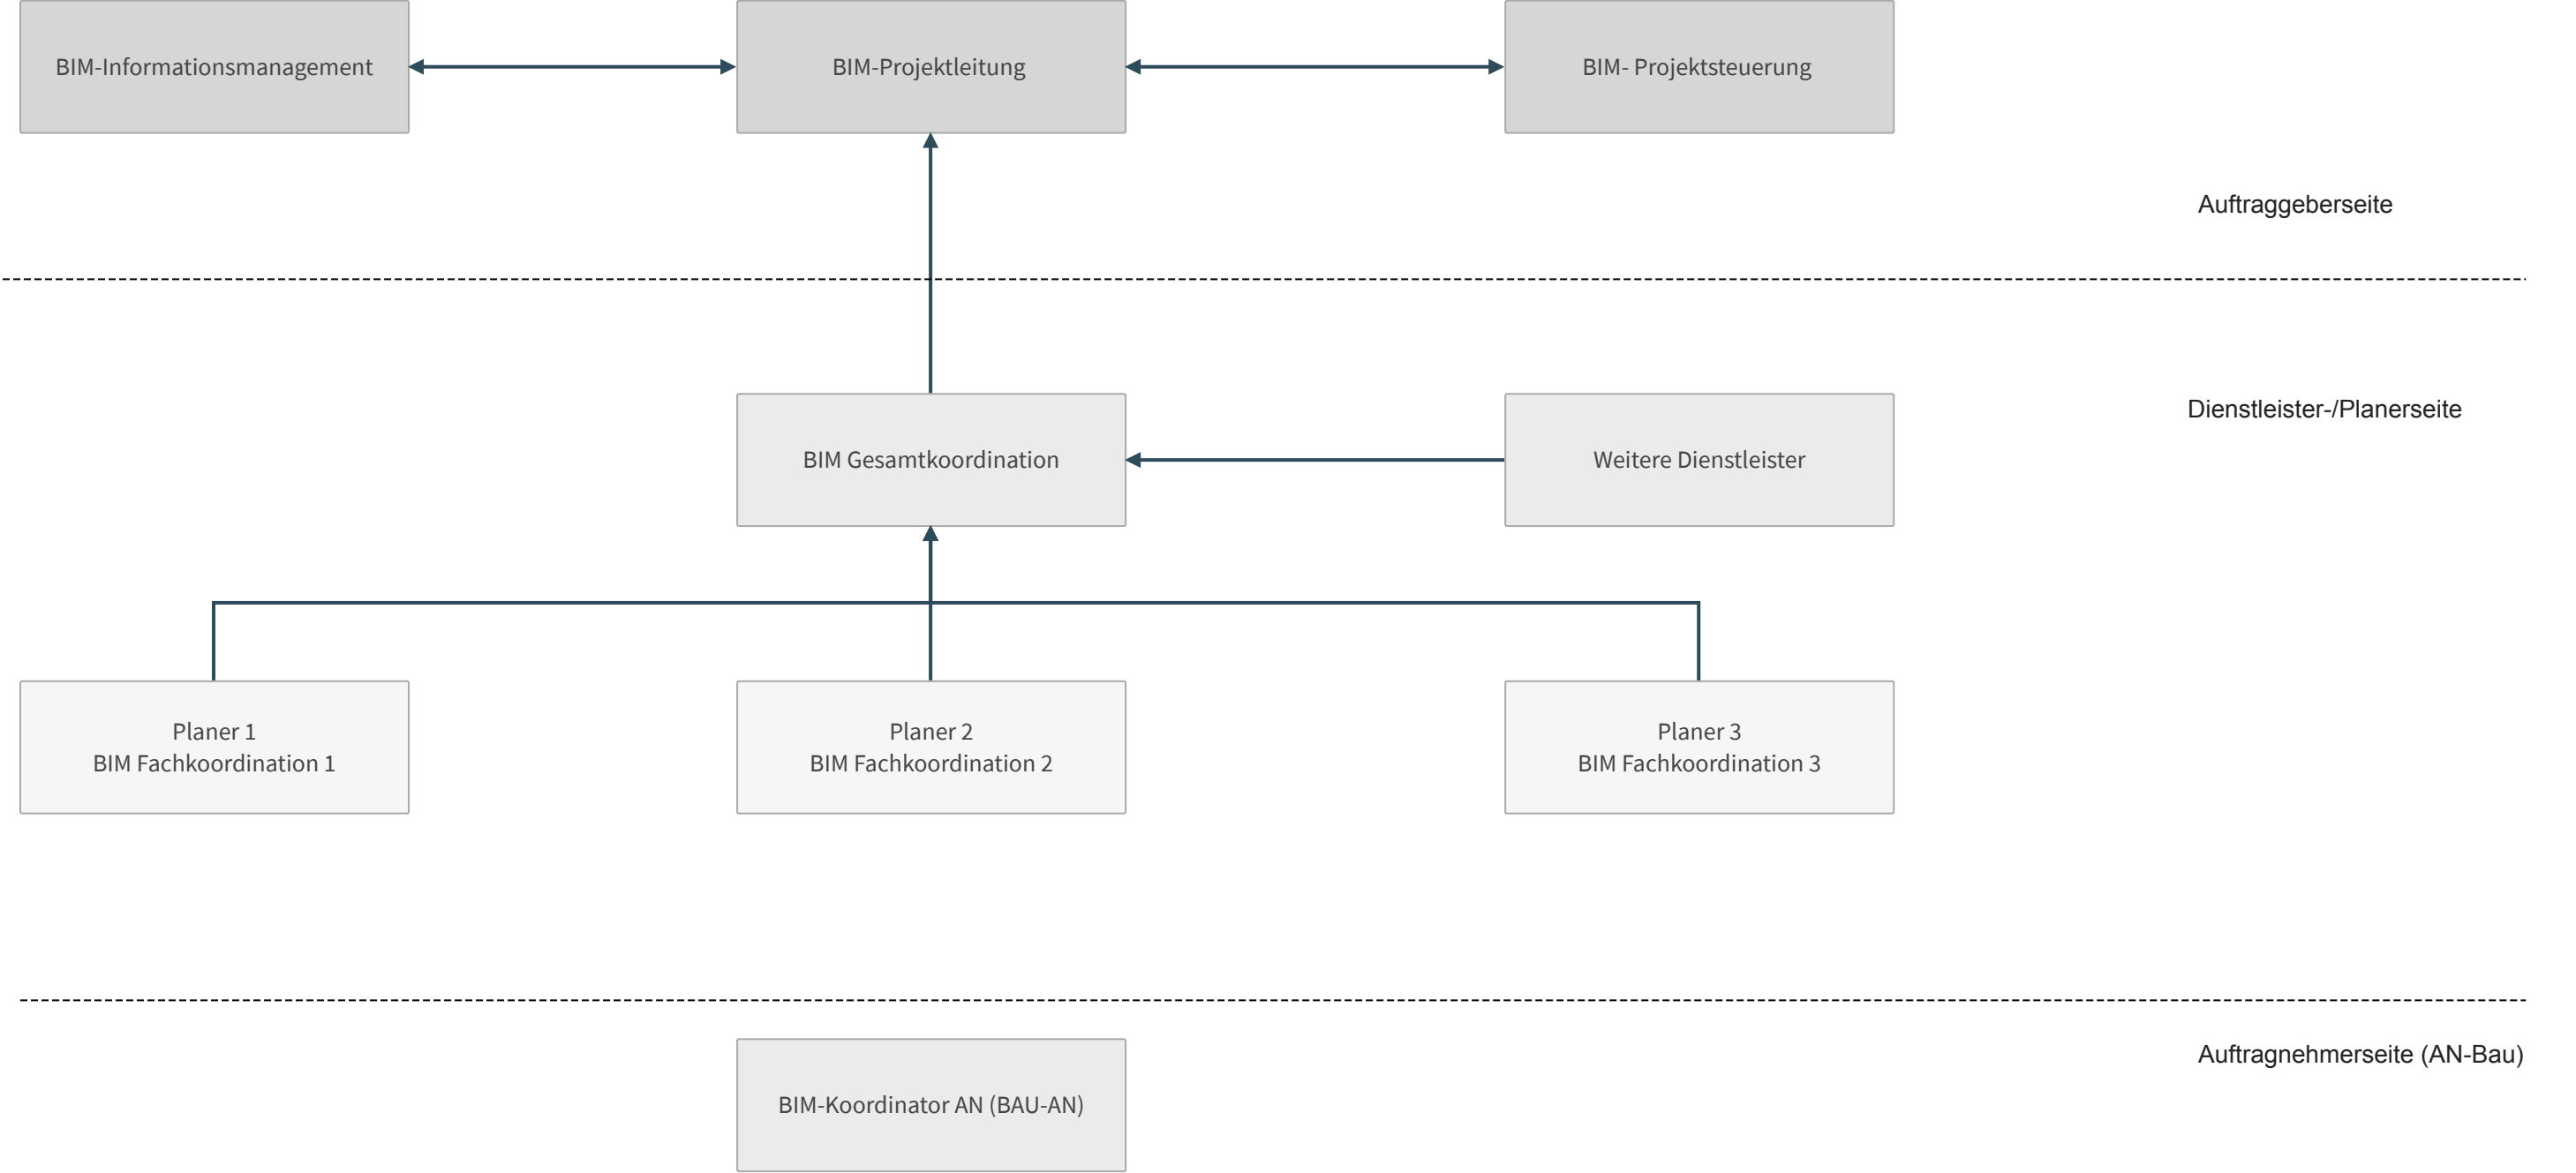 BIM-Informationsmanagement
BIM-Projektleitung
BIM- Projektsteuerung
Auftraggeberseite
Dienstleister-/Planerseite
BIM Gesamtkoordination
Weitere Dienstleister
Planer 1
BIM Fachkoordination 1
Planer 2
BIM Fachkoordination 2
Planer 3
BIM Fachkoordination 3
Auftragnehmerseite (AN-Bau)
BIM-Koordinator AN (BAU-AN)